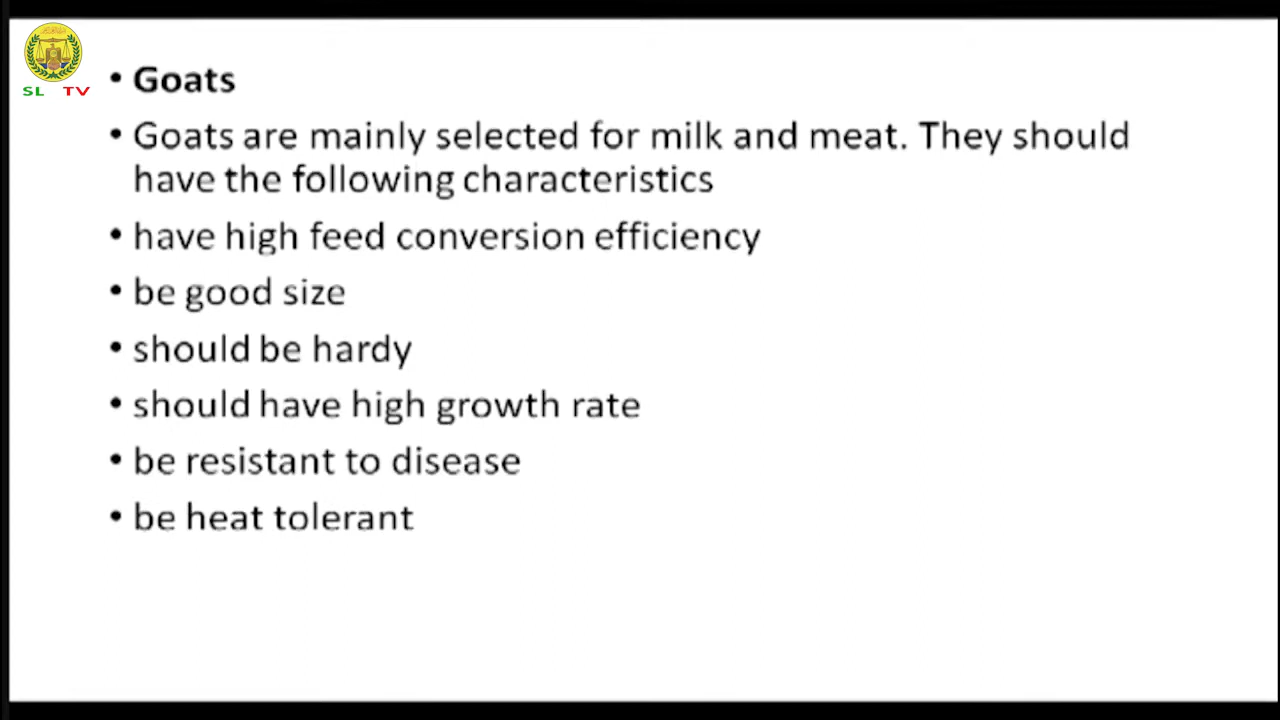 SL TV
• Goats
• Goats are mainly selected for milk and meat. They should
have the following characteristics
• have high feed conversion efficiency
• be good size
• should be hardy
• should have high growth rate
• be resistant to disease
• be heat tolerant